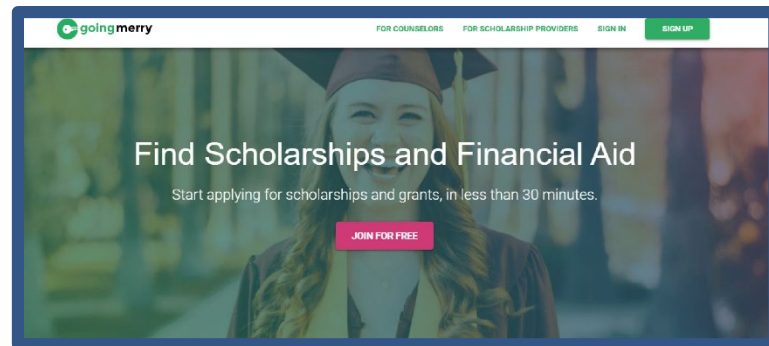 goingmerry FOR COUNSELORS FOR SCHOLARSHIP PROVIDERS SIGN IN SIGN UP
Find Scholarships and Financial Aid
Start applying for scholarships and grants, in less than 30 minutes.
JOIN FOR FREE